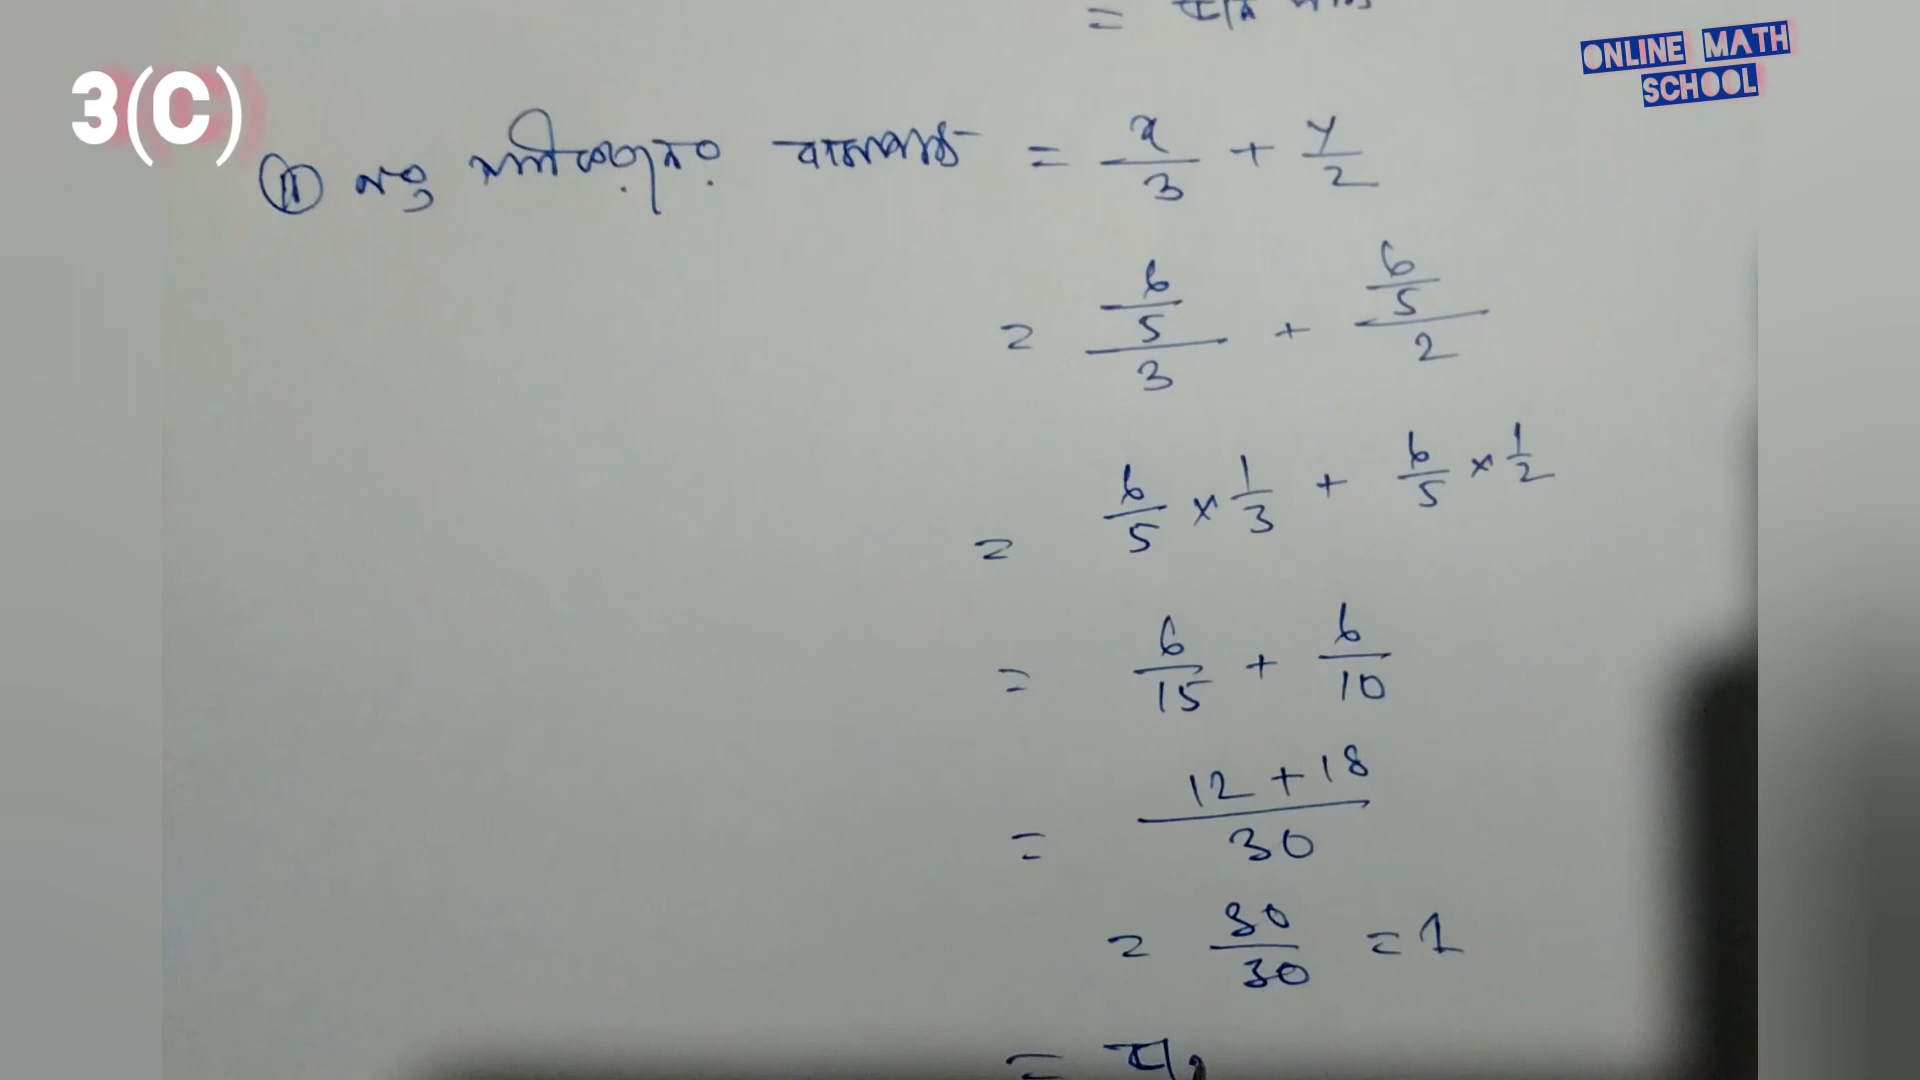 3(C)
ONLINE MATH
SCHOOL
= ডান পক্ষ
(ii) নং সমীকরণের বামপক্ষ = x/3 + y/2
= (6/5)/3 + (6/5)/2
= 6/5 × 1/3 + 6/5 × 1/2
= 6/15 + 6/10
= (12 + 18)/30
= 30/30 = 1
=